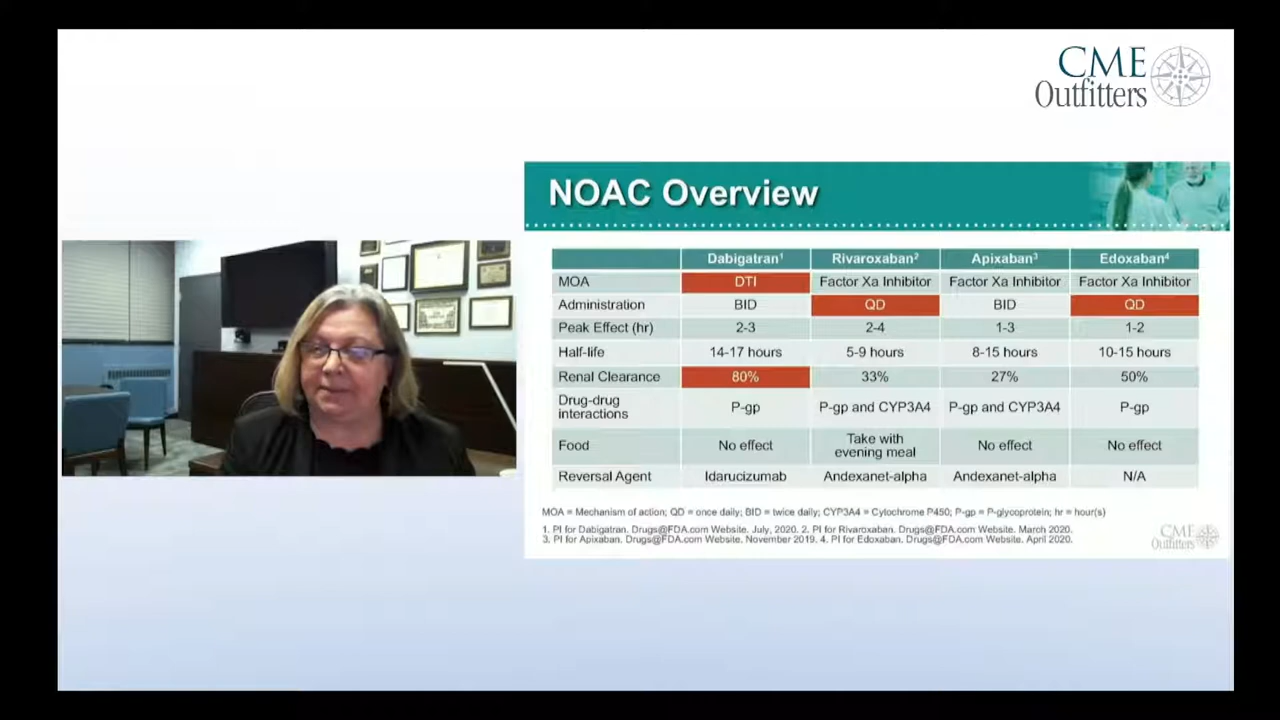 CME
Outfitters
NOAC Overview
Dabigatran1 Rivaroxaban2 Apixaban3 Edoxaban4
MOA DTI Factor Xa Inhibitor Factor Xa Inhibitor Factor Xa Inhibitor
Administration BID QD BID QD
Peak Effect (hr) 2-3 2-4 1-3 1-2
Half-life 14-17 hours 5-9 hours 8-15 hours 10-15 hours
Renal Clearance 80% 33% 27% 50%
Drug-drug
interactions P-gp P-gp and CYP3A4 P-gp and CYP3A4 P-gp
Food No effect Take with
evening meal No effect No effect
Reversal Agent Idarucizumab Andexanet-alpha Andexanet-alpha N/A
MOA = Mechanism of action; QD = once daily; BID = twice daily; CYP3A4 = Cytochrome P450; P-gp = P-glycoprotein; hr = hour(s)
1. PI for Dabigatran. Drugs@FDA.com Website. July, 2020. 2. PI for Rivaroxaban. Drugs@FDA.com Website. March 2020.
3. PI for Apixaban. Drugs@FDA.com Website. November 2019. 4. PI for Edoxaban. Drugs@FDA.com Website. April 2020.
CME
Outfitters